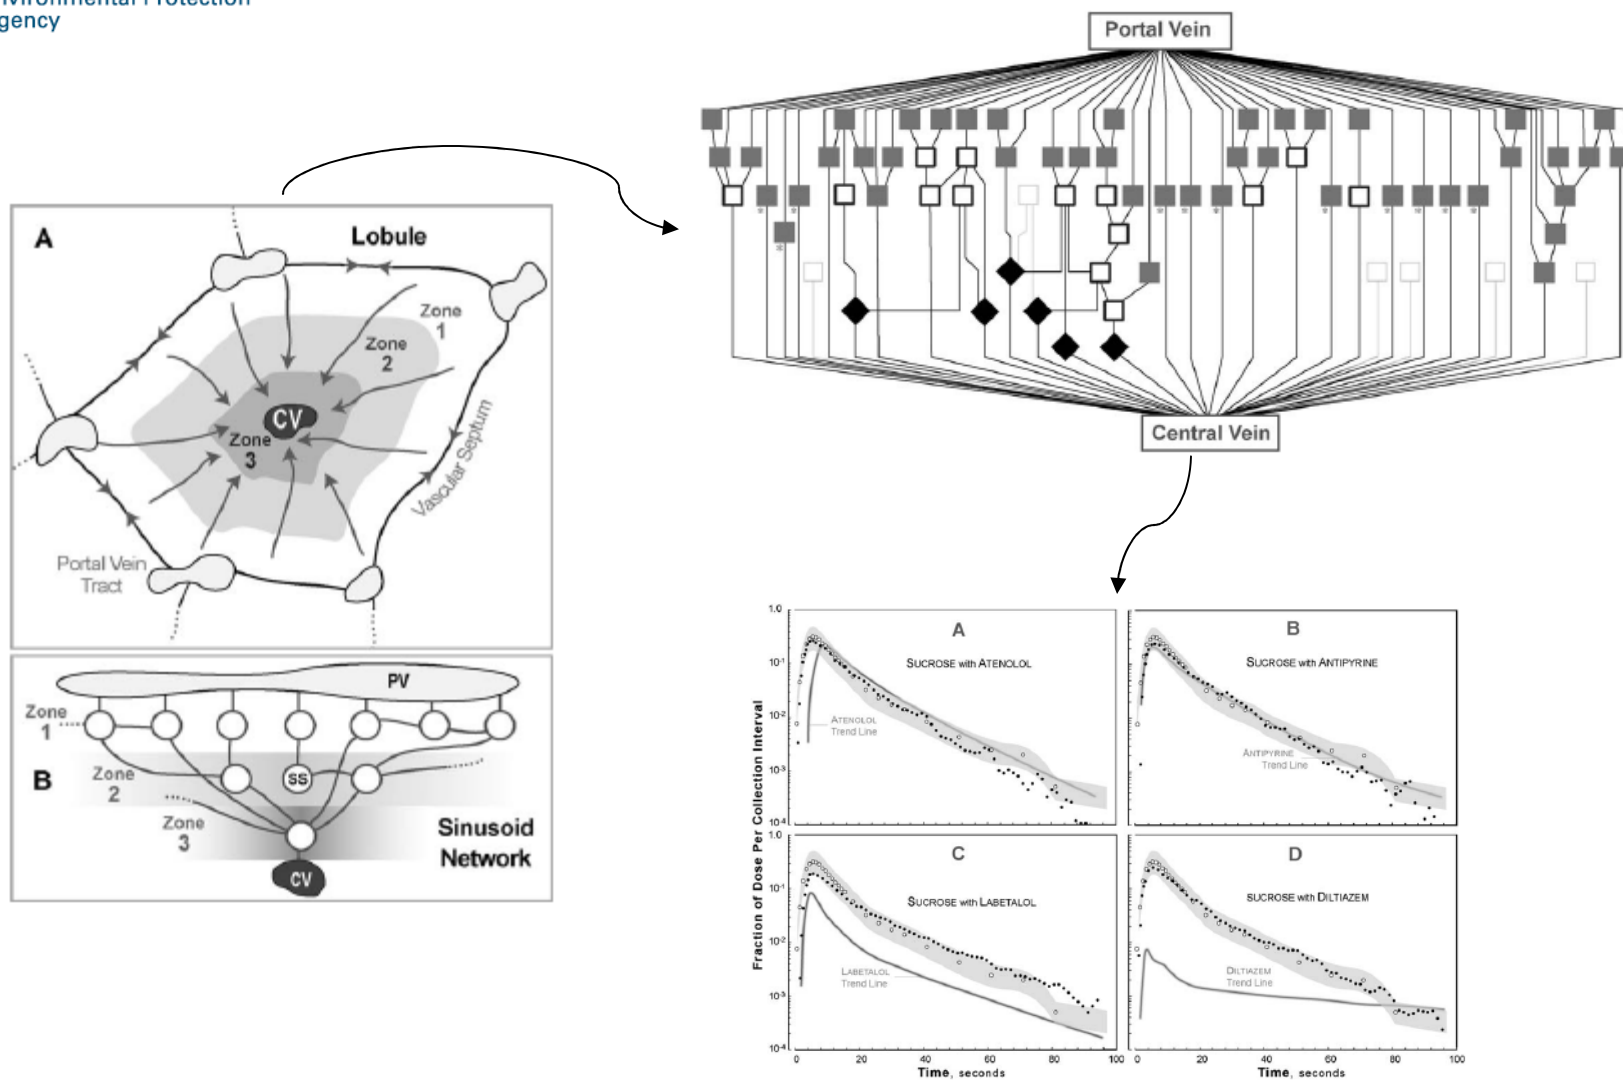 gency
Portal Vein
Central Vein
A
Lobule
Zone
1
Zone
2
CV
Zone
3
Vascular Septum
Portal Vein
Tract
PV
Zone
1
B
Zone
2
SS
Zone
3
Sinusoid
Network
CV
Fraction of Dose Per Collection Interval
1.0
10-1
10-2
10-3
10-4
A
SUCROSE with ATENOLOL
ATENOLOL
Trend Line
B
SUCROSE with ANTIPYRINE
ANTIPYRINE
Trend Line
1.0
10-1
10-2
10-3
10-4
C
SUCROSE with LABETALOL
LABETALOL
Trend Line
0 20 40 60 80 100
Time, seconds
D
SUCROSE with DILTIAZEM
DILTIAZEM
Trend Line
0 20 40 60 80 100
Time, seconds